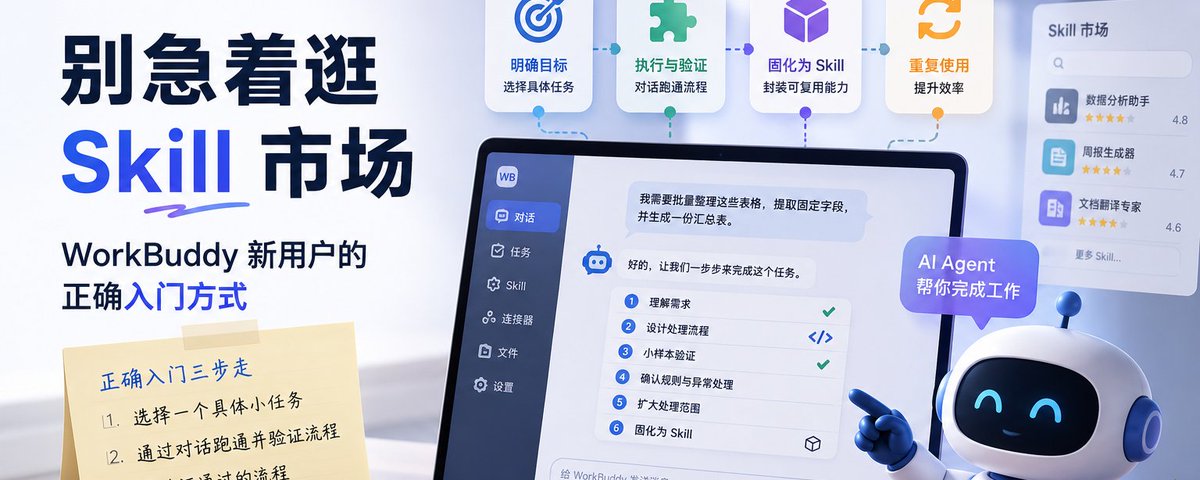 别急着逛
Skill 市场
WorkBuddy 新用户的
正确入门方式
正确入门三步走
1. 选择一个具体小任务
2. 通过对话跑通并验证流程
通过的流程
明确目标
选择具体任务
执行与验证
对话跑通流程
固化为 Skill
封装可复用能力
重复使用
提升效率
WB
对话
任务
Skill
连接器
文件
设置
我需要批量整理这些表格，提取固定字段，
并生成一份汇总表。
好的，让我们一步步来完成这个任务。
1 理解需求
2 设计处理流程
</>
3 小样本验证
4 确认规则与异常处理
5 扩大处理范围
6 固化为 Skill
给 WorkBuddy 发送消息
AI Agent
帮你完成工作
Skill 市场
数据分析助手
4.8
周报生成器
4.7
文档翻译专家
4.6
更多 Skill...